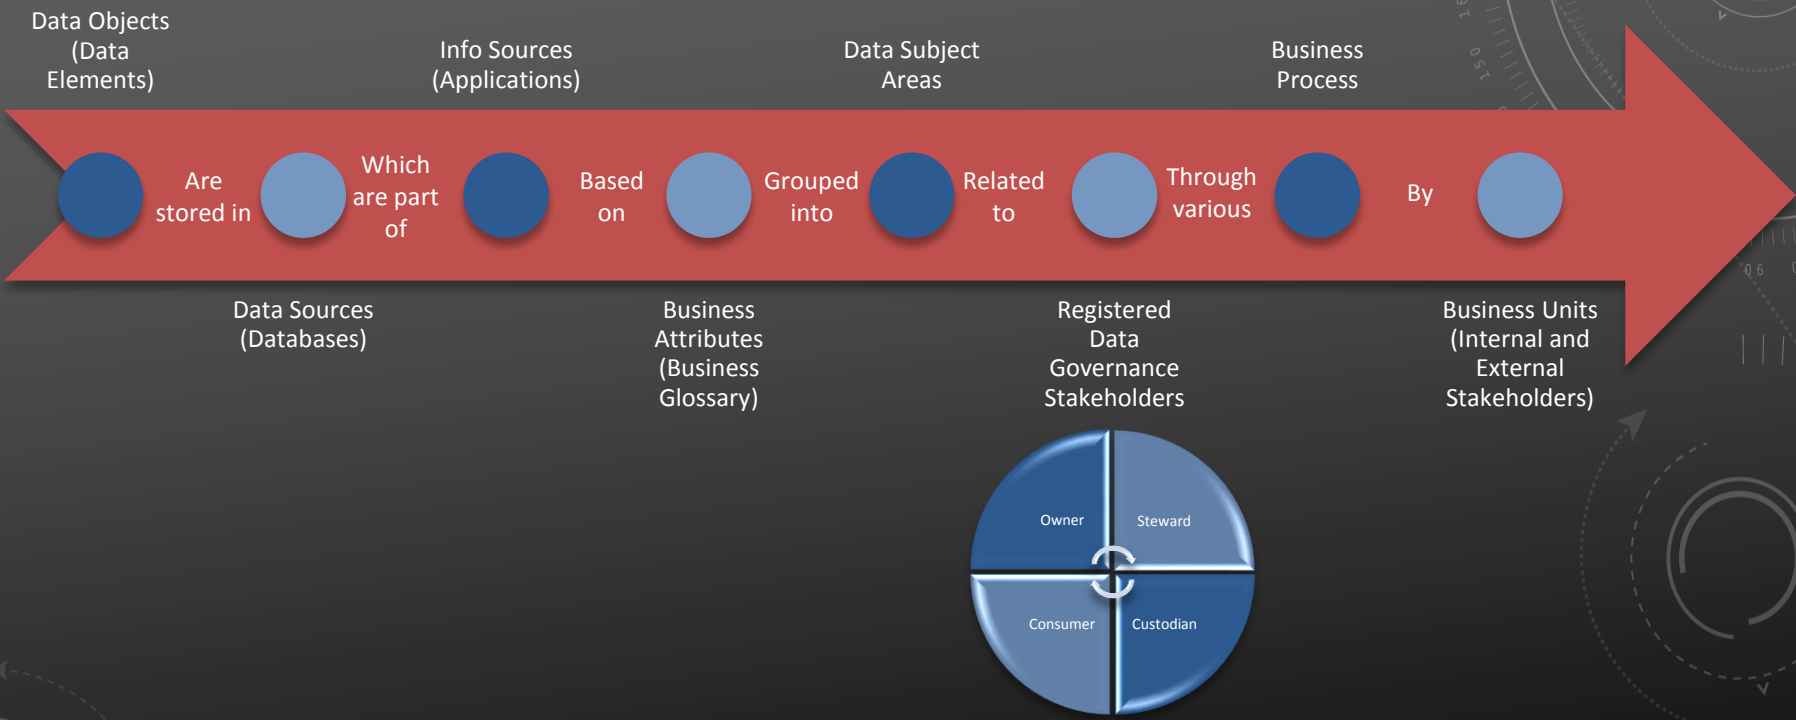 Data Objects
(Data
Elements)
Info Sources
(Applications)
Data Subject
Areas
Business
Process
Are
stored in
Which
are part
of
Based
on
Grouped
into
Related
to
Through
various
By
Data Sources
(Databases)
Business
Attributes
(Business
Glossary)
Registered
Data
Governance
Stakeholders
Business Units
(Internal and
External
Stakeholders)
Owner
Steward
Consumer
Custodian
150